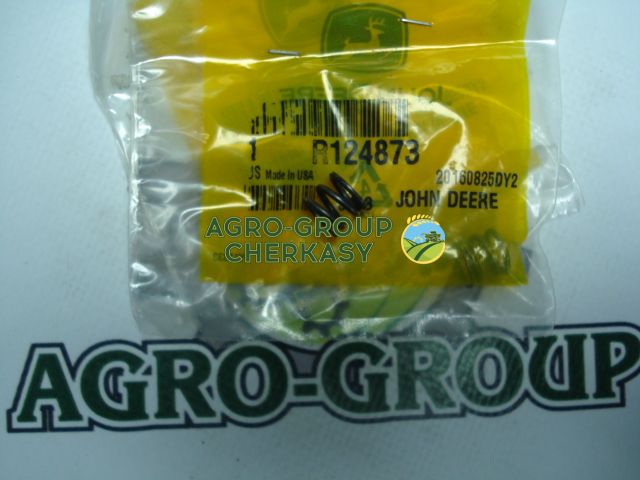 1 R124873
US Made in USA
20160825DY2
JOHN DEERE
AGRO-GROUP
CHERKASY
AGRO-GROUP